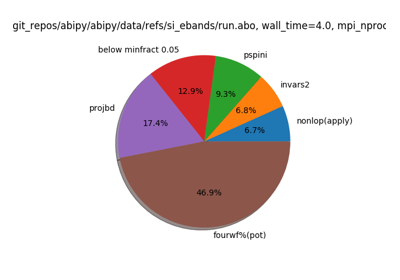 git_repos/abipy/abipy/data/refs/si_ebands/run.abo, wall_time=4.0, mpi_nproc
below minfract 0.05
pspini
invars2
projbd
nonlop(apply)
12.9%
9.3%
6.8%
6.7%
17.4%
46.9%
fourwf%(pot)